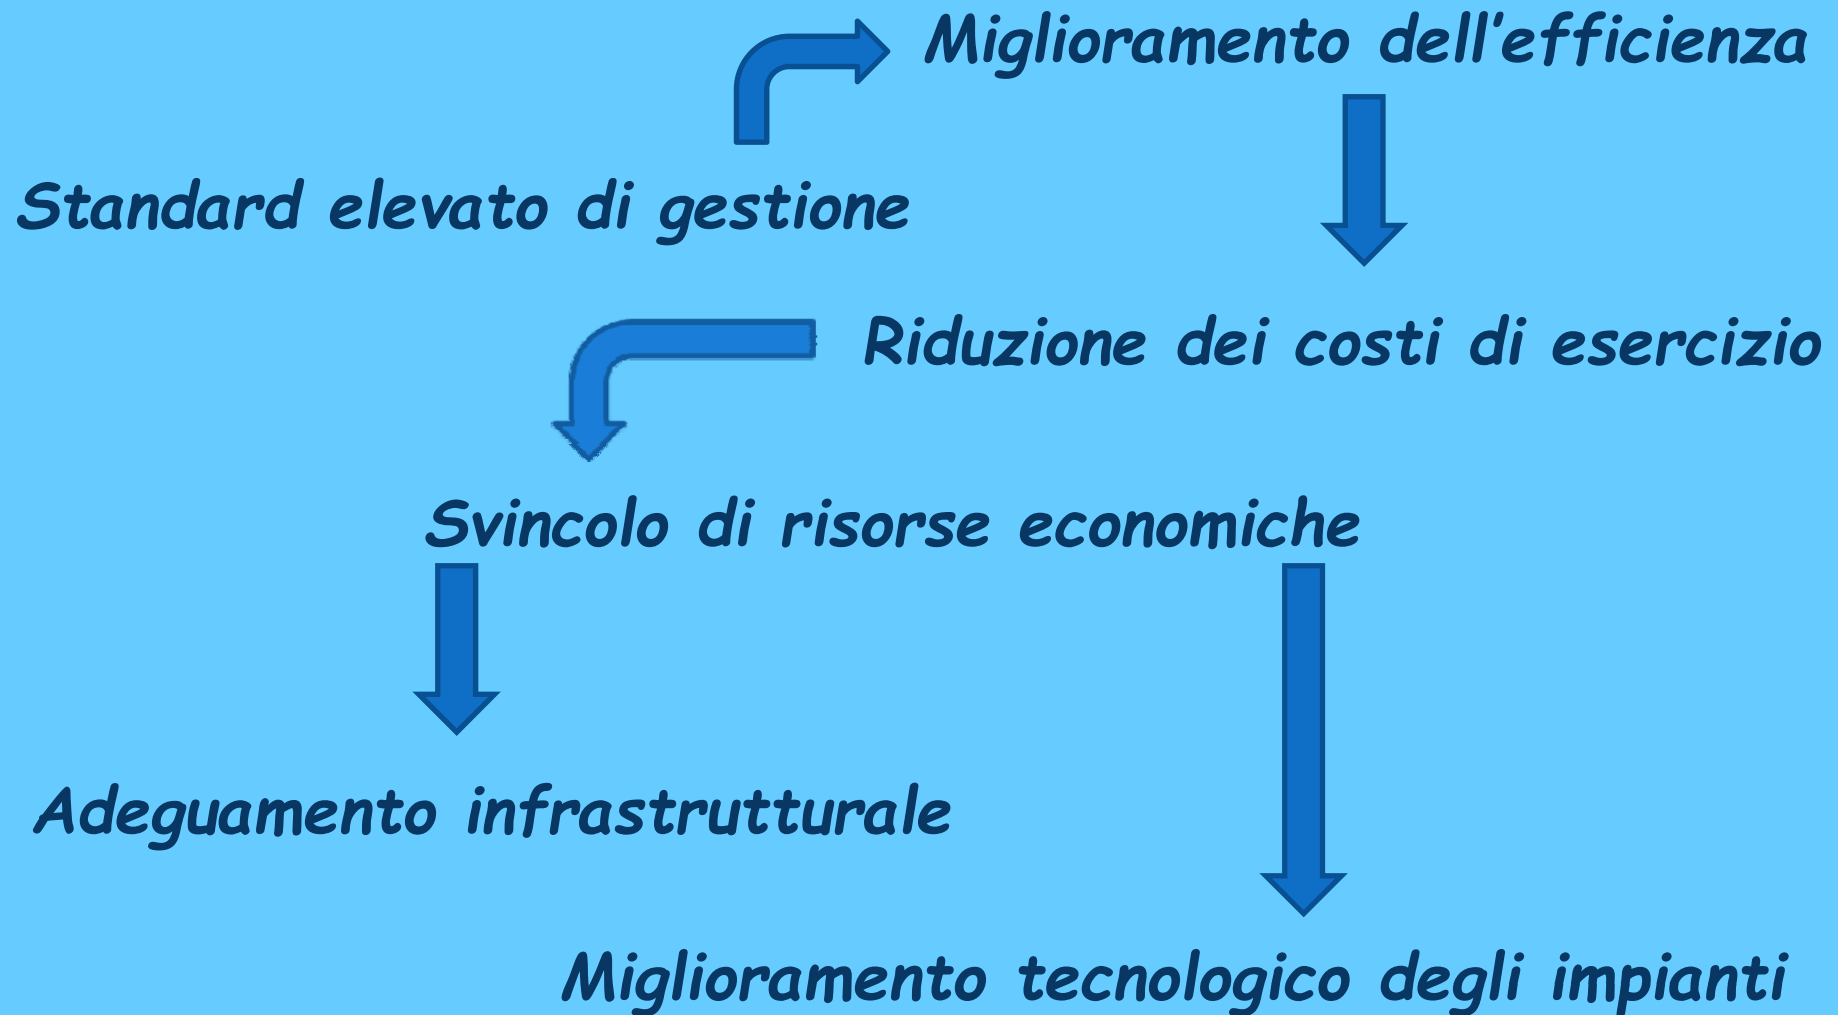 Miglioramento dell'efficienza
Standard elevato di gestione
Riduzione dei costi di esercizio
Svincolo di risorse economiche
Adeguamento infrastrutturale
Miglioramento tecnologico degli impianti